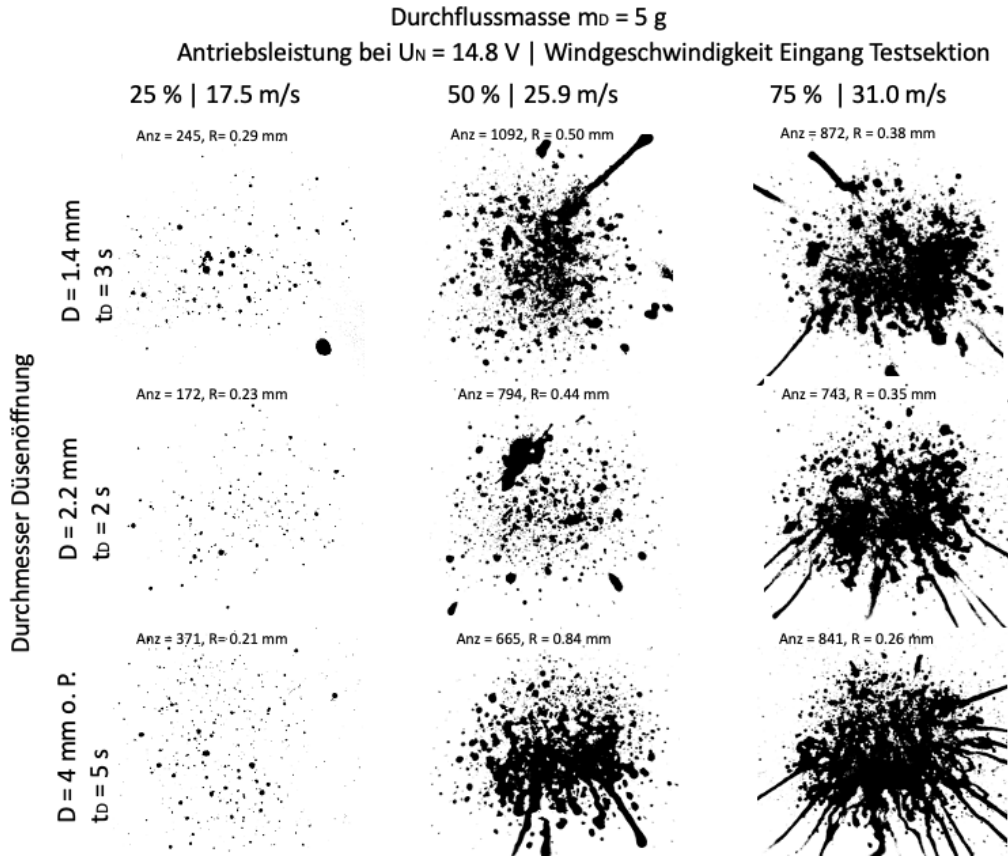 Durchflussmasse mD = 5 g
Antriebsleistung bei UN = 14.8 V | Windgeschwindigkeit Eingang Testsektion
25 % | 17.5 m/s
50 % | 25.9 m/s
75 % | 31.0 m/s
Durchmesser Düsenöffnung
D = 1.4 mm
tD = 3 s
Anz = 245, R = 0.29 mm
Anz = 1092, R = 0.50 mm
Anz = 872, R = 0.38 mm
D = 2.2 mm
tD = 2 s
Anz = 172, R= 0.23 mm
Anz = 794, R= 0.44 mm
Anz = 743, R= 0.35 mm
D = 4 mm o. P.
tD = 5 s
Anz = 371, R= 0.21 mm
Anz = 665, R = 0.84 mm
Anz = 841, R = 0.26 mm